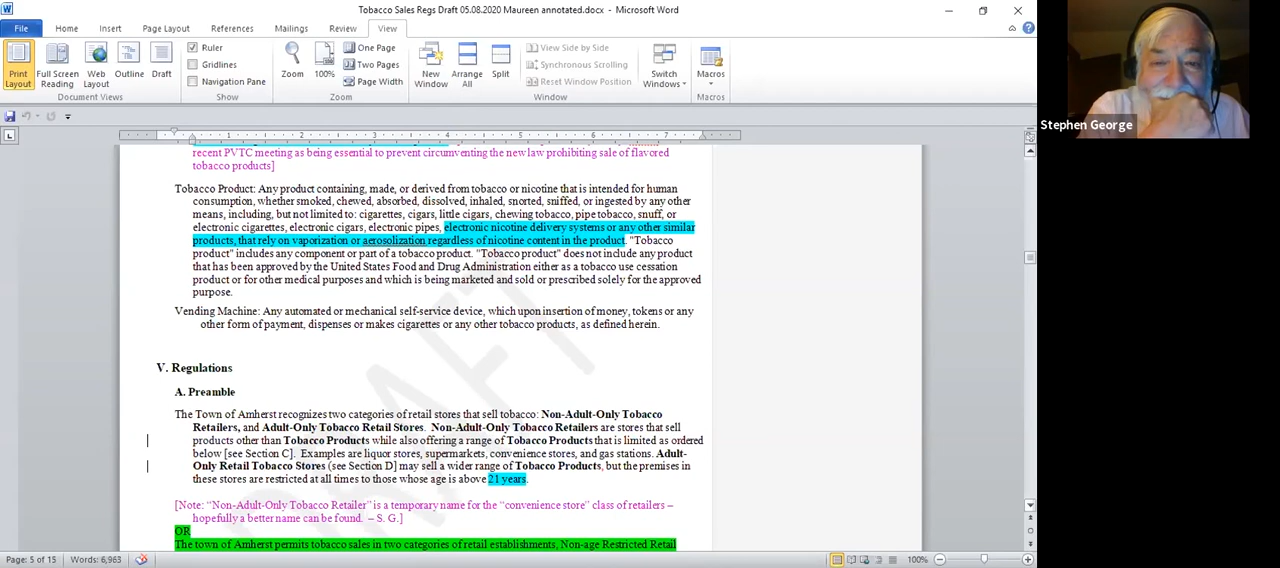 Tobacco Sales Regs Draft 05.08.2020 Maureen annotated.docx - Microsoft Word
File Home Insert Page Layout References Mailings Review View
Print Layout Full Screen Reading Web Layout Outline Draft
Document Views
Ruler
Gridlines
Navigation Pane
Show
Zoom 100% One Page
Two Pages
Page Width
Zoom
New Window Arrange All Split
View Side by Side
Synchronous Scrolling
Reset Window Position
Switch Windows
Window
Macros
Macros
Stephen George
1 2 3 4 5 6 7
recent PVTC meeting as being essential to prevent circumventing the new law prohibiting sale of flavored
tobacco products]
Tobacco Product: Any product containing, made, or derived from tobacco or nicotine that is intended for human
consumption, whether smoked, chewed, absorbed, dissolved, inhaled, snorted, sniffed, or ingested by any other
means, including, but not limited to: cigarettes, cigars, little cigars, chewing tobacco, pipe tobacco, snuff, or
electronic cigarettes, electronic cigars, electronic pipes, electronic nicotine delivery systems or any other similar
products, that rely on vaporization or aerosolization regardless of nicotine content in the product. "Tobacco
product" includes any component or part of a tobacco product. "Tobacco product" does not include any product
that has been approved by the United States Food and Drug Administration either as a tobacco use cessation
product or for other medical purposes and which is being marketed and sold or prescribed solely for the approved
purpose.
Vending Machine: Any automated or mechanical self-service device, which upon insertion of money, tokens or any
other form of payment, dispenses or makes cigarettes or any other tobacco products, as defined herein.
DRAFT
V. Regulations
A. Preamble
The Town of Amherst recognizes two categories of retail stores that sell tobacco: Non-Adult-Only Tobacco
Retailers, and Adult-Only Tobacco Retail Stores. Non-Adult-Only Tobacco Retailers are stores that sell
products other than Tobacco Products while also offering a range of Tobacco Products that is limited as ordered
below [see Section C]. Examples are liquor stores, supermarkets, convenience stores, and gas stations. Adult-
Only Retail Tobacco Stores (see Section D] may sell a wider range of Tobacco Products, but the premises in
these stores are restricted at all times to those whose age is above 21 years.
[Note: “Non-Adult-Only Tobacco Retailer” is a temporary name for the “convenience store” class of retailers –
hopefully a better name can be found. – S. G.]
OR
The town of Amherst permits tobacco sales in two categories of retail establishments, Non-age Restricted Retail
Page: 5 of 15 Words: 6,963 100%